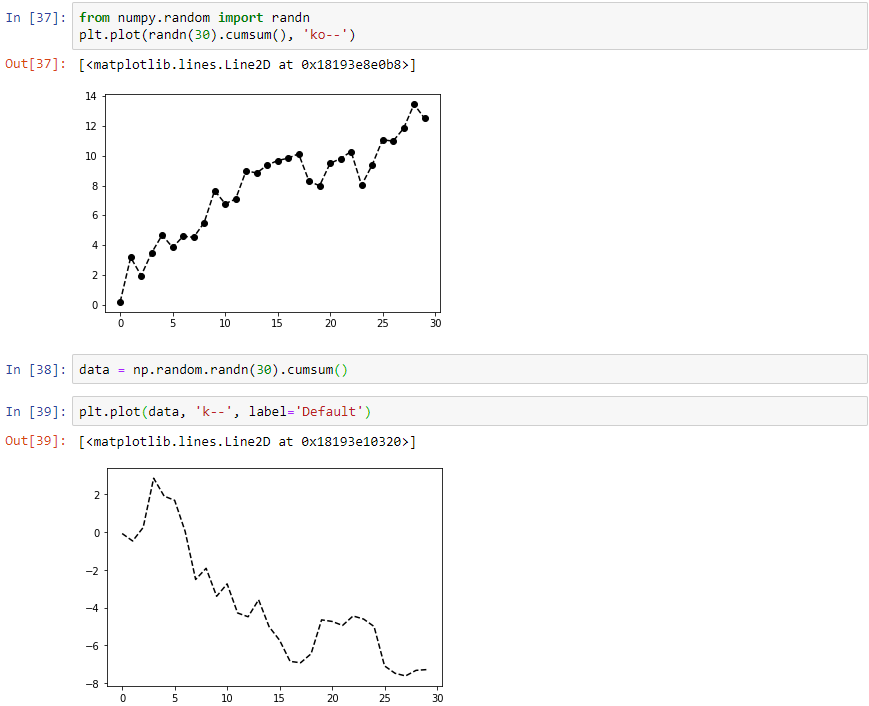 In [37]: from numpy.random import randn
plt.plot(randn(30).cumsum(), 'ko--')
Out[37]: [<matplotlib.lines.Line2D at 0x18193e8e0b8>]
14
12
10
8
6
4
2
0
0 5 10 15 20 25 30
In [38]: data = np.random.randn(30).cumsum()
In [39]: plt.plot(data, 'k--', label='Default')
Out[39]: [<matplotlib.lines.Line2D at 0x18193e10320>]
2
0
−2
−4
−6
−8
0 5 10 15 20 25 30